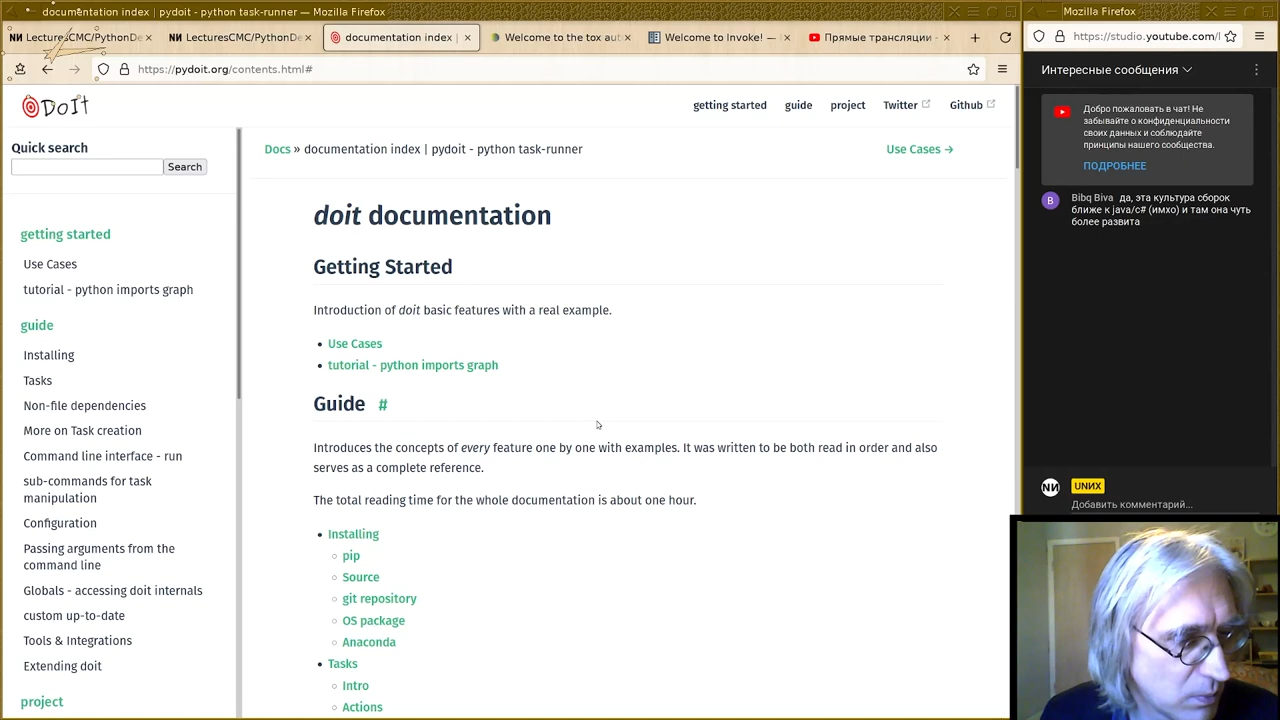 documentation index | pydoit - python task-runner — Mozilla Firefox
Mozilla Firefox
LecturesCMC/PythonDe
LecturesCMC/PythonDe
documentation index |
Welcome to the tox aut
Welcome to Invoke! —
Прямые трансляции -
https://studio.youtube.com/l
https://pydoit.org/contents.html#
Интересные сообщения
DoIt
getting started
guide
project
Twitter
Github
Добро пожаловать в чат! Не
забывайте о конфиденциальности
своих данных и соблюдайте
принципы нашего сообщества.
ПОДРОБНЕЕ
Bibq Biva да, эта культура сборок
ближе к java/c# (имхо) и там она чуть
более развита
Quick search
Search
Docs » documentation index | pydoit - python task-runner
Use Cases →
getting started
Use Cases
tutorial - python imports graph
guide
Installing
Tasks
Non-file dependencies
More on Task creation
Command line interface - run
sub-commands for task
manipulation
Configuration
Passing arguments from the
command line
Globals - accessing doit internals
custom up-to-date
Tools & Integrations
Extending doit
project
doit documentation
Getting Started
Introduction of doit basic features with a real example.
• Use Cases
• tutorial - python imports graph
Guide #
Introduces the concepts of every feature one by one with examples. It was written to be both read in order and also
serves as a complete reference.
The total reading time for the whole documentation is about one hour.
• Installing
◦ pip
◦ Source
◦ git repository
◦ OS package
◦ Anaconda
• Tasks
◦ Intro
◦ Actions
UNИX
Добавить комментарий...